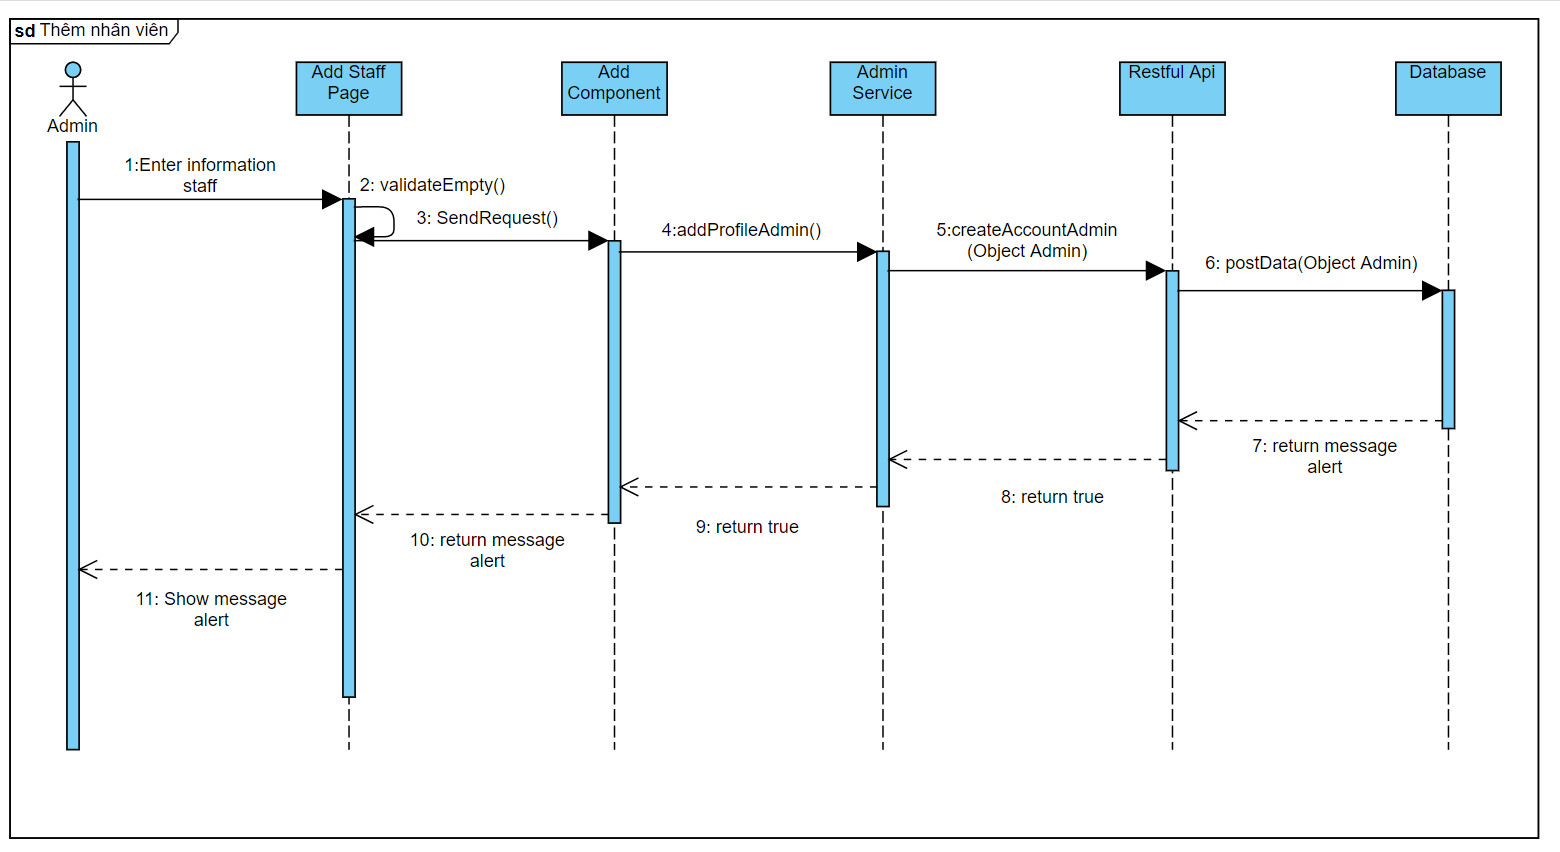 sd Thêm nhân viên
Admin
Add Staff
Page
Add
Component
Admin
Service
Restful Api
Database
1:Enter information
staff
2: validateEmpty()
3: SendRequest()
4:addProfileAdmin()
5:createAccountAdmin
(Object Admin)
6: postData(Object Admin)
7: return message
alert
8: return true
9: return true
10: return message
alert
11: Show message
alert